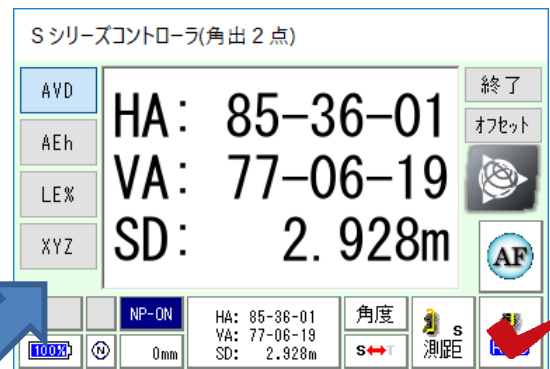 Sシリーズコントローラ(角出2点)
AVD
AEh
LE%
XYZ
HA: 85-36-01
VA: 77-06-19
SD: 2.928m
終了
オフセット
AF
NP-ON
100%
N
0mm
HA: 85-36-01
VA: 77-06-19
SD: 2.928m
角度
S↔T
S
測距